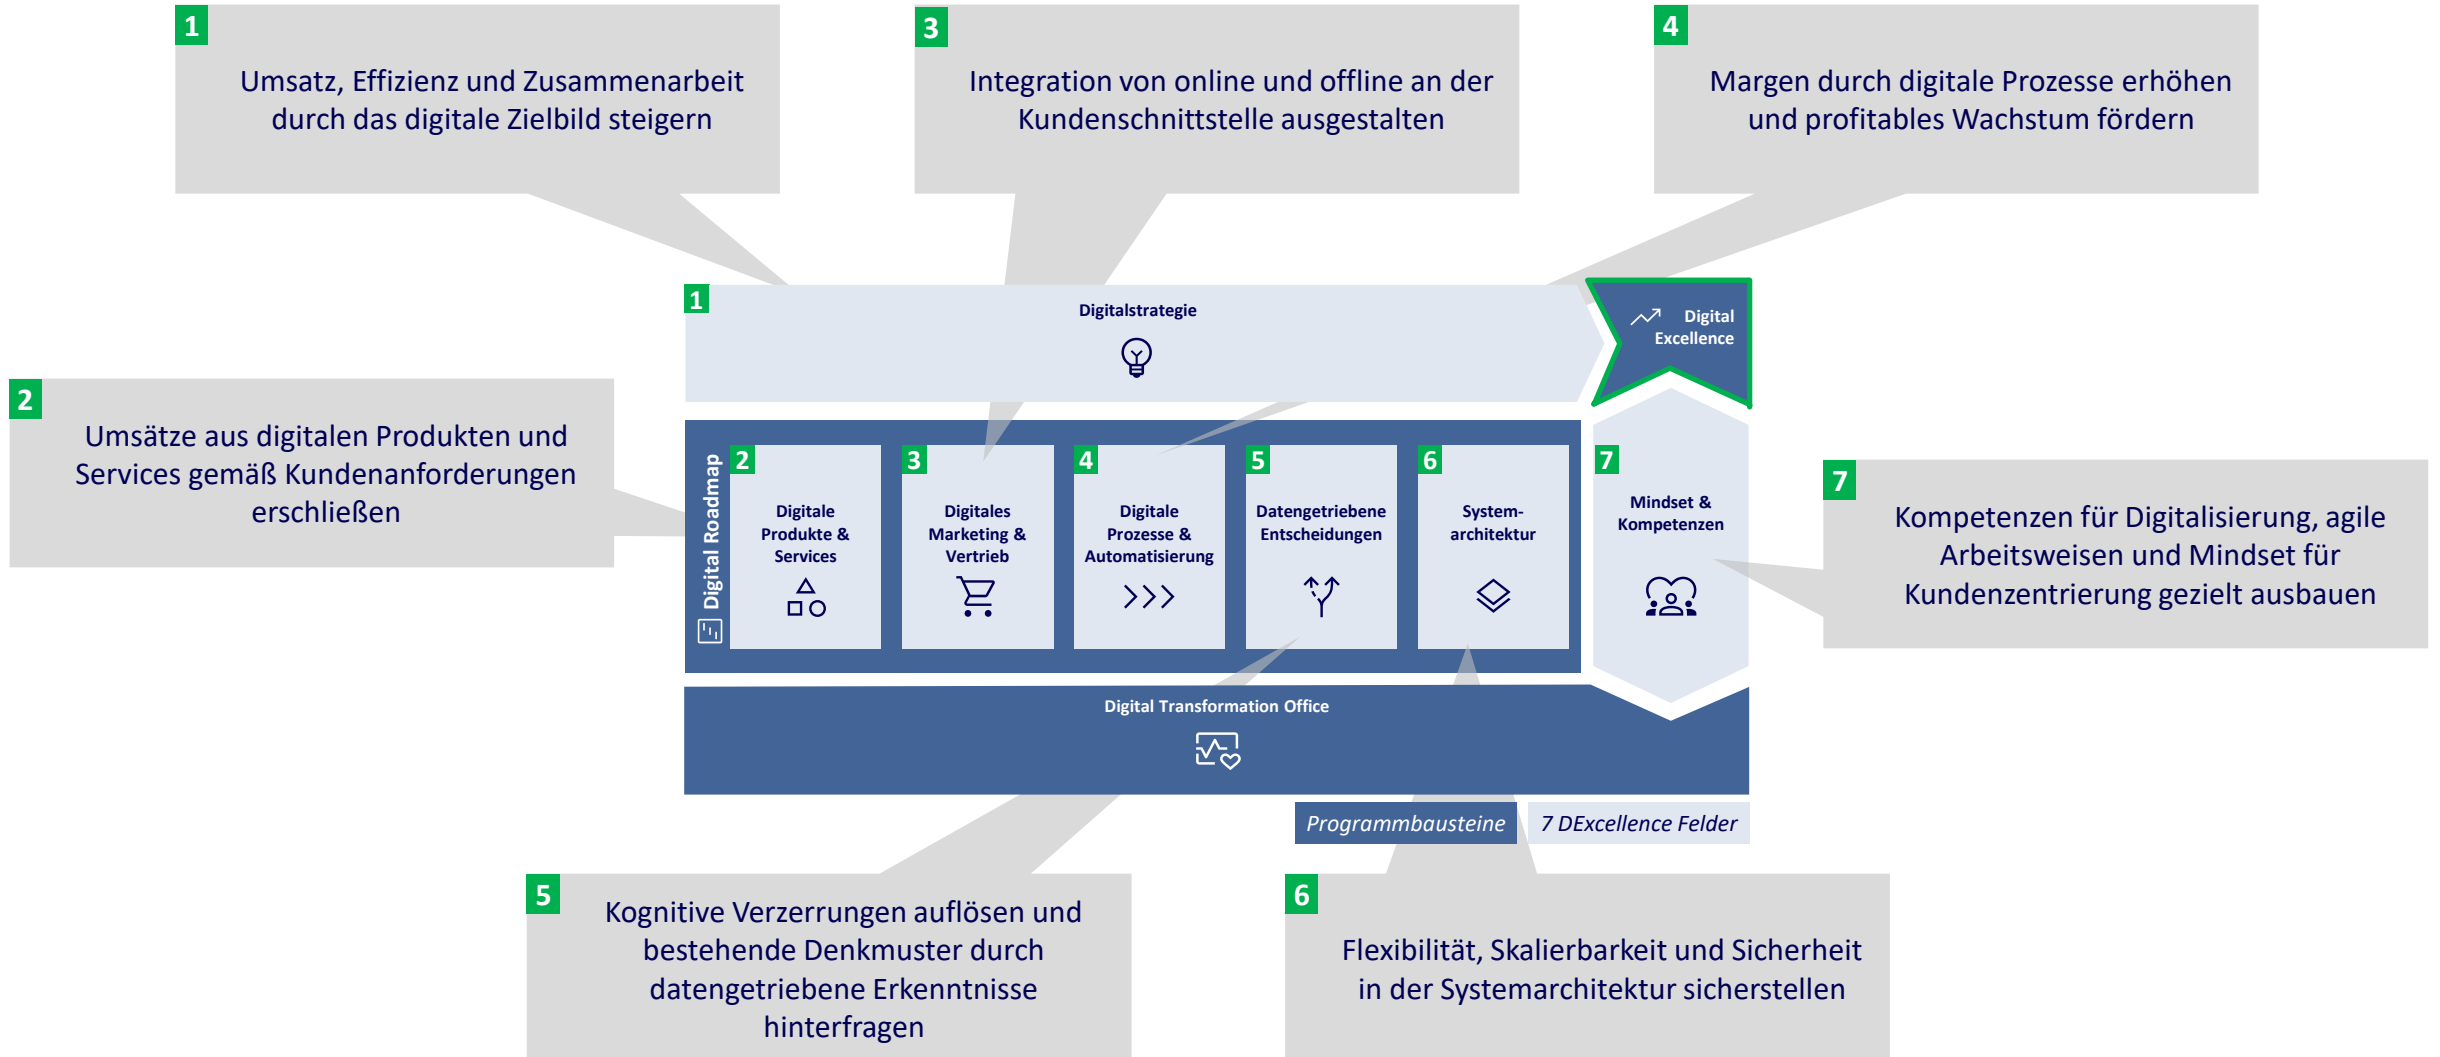 1
Umsatz, Effizienz und Zusammenarbeit
durch das digitale Zielbild steigern
3
Integration von online und offline an der
Kundenschnittstelle ausgestalten
4
Margen durch digitale Prozesse erhöhen
und profitables Wachstum fördern
1
Digitalstrategie
Digital
Excellence
2
Umsätze aus digitalen Produkten und
Services gemäß Kundenanforderungen
erschließen
Digital Roadmap
2
Digitale
Produkte &
Services
3
Digitales
Marketing &
Vertrieb
4
Digitale
Prozesse &
Automatisierung
5
Datengetriebene
Entscheidungen
6
System-
architektur
7
Mindset &
Kompetenzen
7
Kompetenzen für Digitalisierung, agile
Arbeitsweisen und Mindset für
Kundenzentrierung gezielt ausbauen
Digital Transformation Office
Programmbausteine
7 DExcellence Felder
5
Kognitive Verzerrungen auflösen und
bestehende Denkmuster durch
datengetriebene Erkenntnisse
hinterfragen
6
Flexibilität, Skalierbarkeit und Sicherheit
in der Systemarchitektur sicherstellen